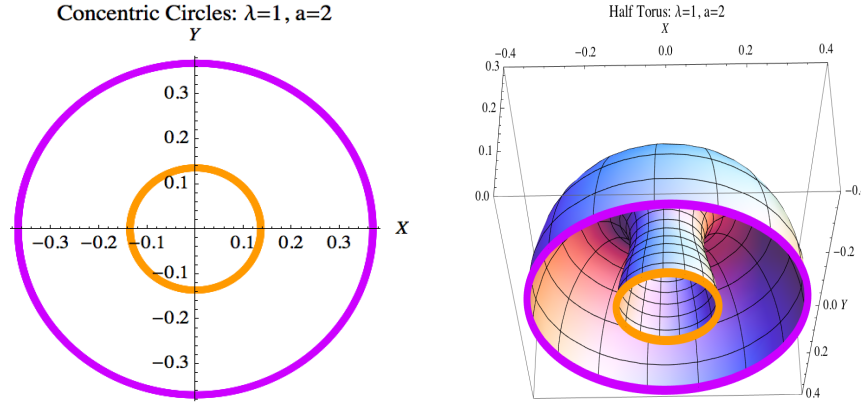 Concentric Circles: λ=1, a=2
Y
0.3
0.2
0.1
−0.3 −0.2 −0.1 0.1 0.2 0.3 X
−0.1
−0.2
−0.3
Half Torus: λ=1, a=2
X
−0.4 −0.2 0.0 0.2 0.4
0.3
0.2
0.1
0.0
−0.2
0.0 Y
0.2
0.4